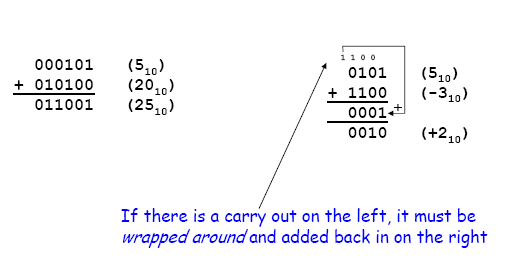 1 1 0 0
000101 (5₁₀)
+ 010100 (20₁₀)
011001 (25₁₀)
0101 (5₁₀)
+ 1100 (-3₁₀)
0001 +
0010 (+2₁₀)
If there is a carry out on the left, it must be
wrapped around and added back in on the right